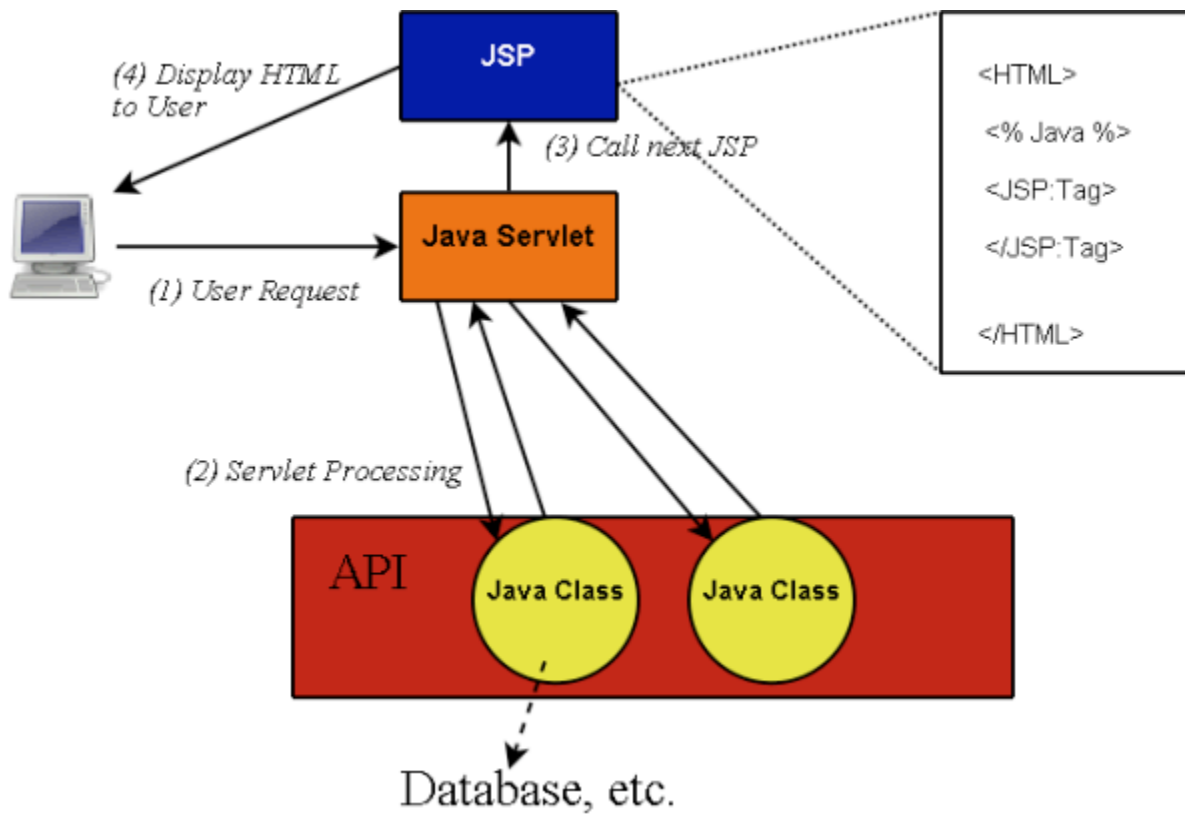 JSP
(4) Display HTML
to User
(3) Call next JSP
<HTML>
<% Java %>
<JSP:Tag>
</JSP:Tag>
</HTML>
Java Servlet
(1) User Request
(2) Servlet Processing
API
Java Class
Java Class
Database, etc.